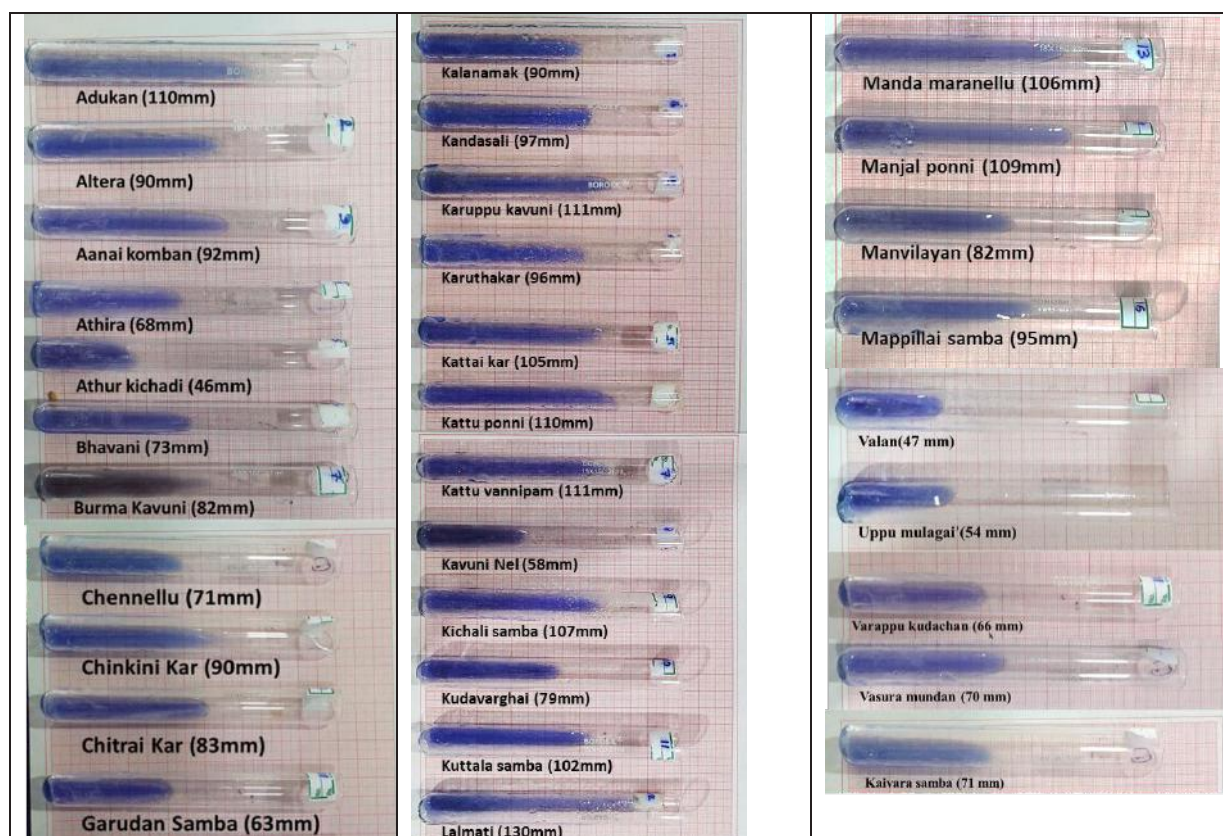 Adukan (110mm)
Altera (90mm)
Aanai komban (92mm)
Athira (68mm)
Athur kichadi (46mm)
Bhavani (73mm)
Burma Kavuni (82mm)
Chennellu (71mm)
Chinkini Kar (90mm)
Chitrai Kar (83mm)
Garudan Samba (63mm)
Kalanamak (90mm)
Kandasali (97mm)
Karuppu kavuni (111mm)
Karuthakar (96mm)
Kattai kar (105mm)
Kattu ponni (110mm)
Kattu vannipam (111mm)
Kavuni Nel (58mm)
Kichali samba (107mm)
Kudavarghai (79mm)
Kuttala samba (102mm)
Lalmati (130mm)
13
Manda maranellu (106mm)
Manjal ponni (109mm)
Manvilayan (82mm)
16
Mappillai samba (95mm)
Valan(47 mm)
Uppu mulagai'(54 mm)
Varappu kudachan (66 mm)
Vasura mundan (70 mm)
Kaivara samba (71 mm)